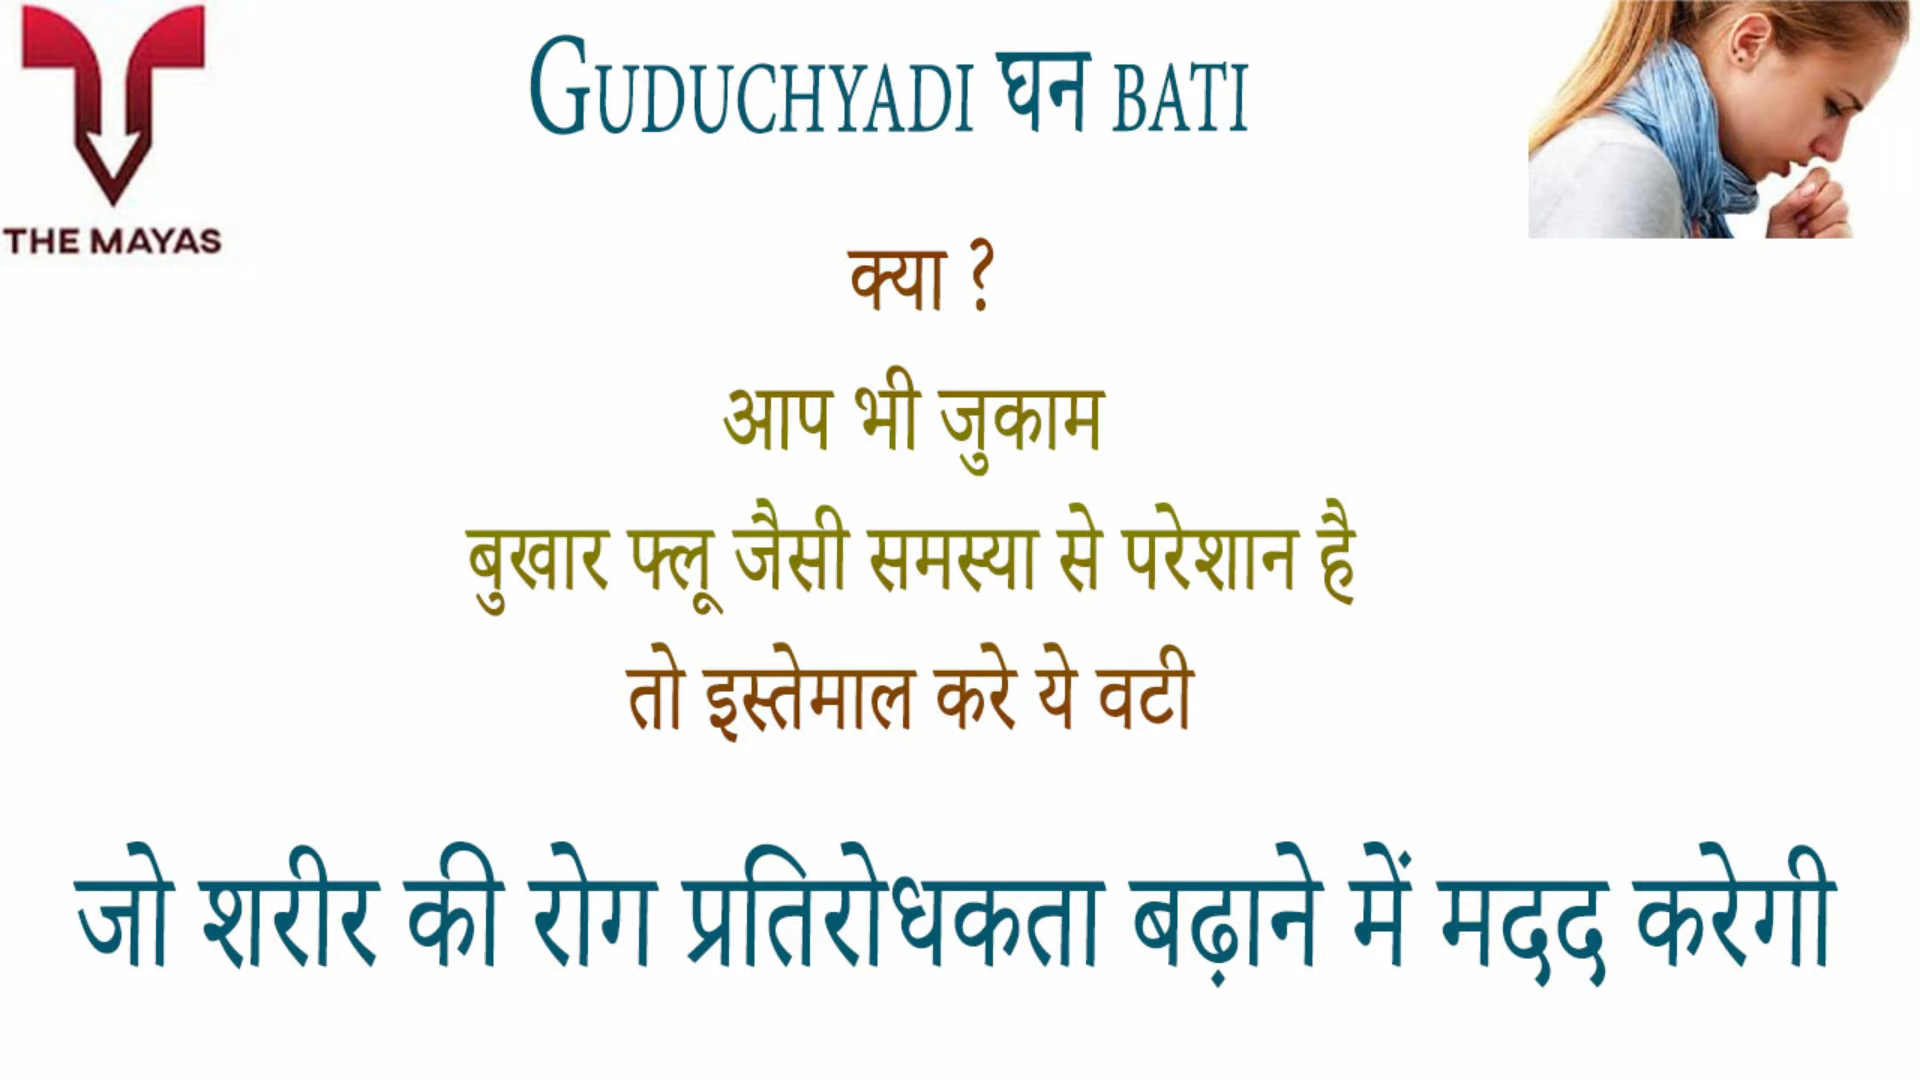 THE MAYAS
GUDUCHYADI घन BATI
क्या ?
आप भी जुकाम
बुखार फ्लू जैसी समस्या से परेशान है
तो इस्तेमाल करे ये वटी
जो शरीर की रोग प्रतिरोधकता बढ़ाने में मदद करेगी